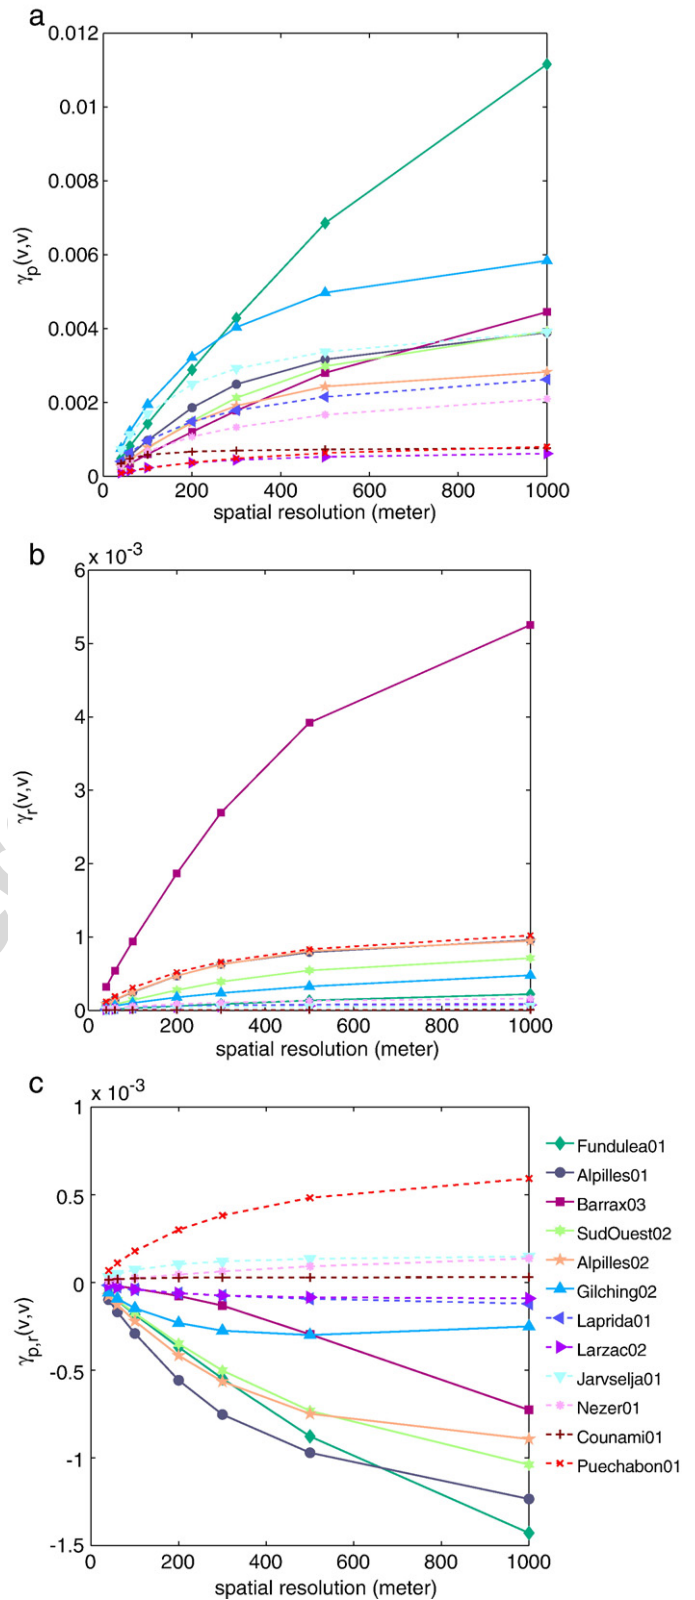 a
0.012
0.01
0.008
0.006
0.004
0.002
0
γp(v,v)
0 200 400 600 800 1000
spatial resolution (meter)
b
x 10-3
6
5
4
3
2
1
0
γr(v,v)
0 200 400 600 800 1000
spatial resolution (meter)
c
x 10-3
1
0.5
0
-0.5
-1
-1.5
γp,r(v,v)
0 200 400 600 800 1000
spatial resolution (meter)
Fundulea01
Alpilles01
Barrax03
SudOuest02
Alpilles02
Gilching02
Laprida01
Larzac02
Jarvselja01
Nezer01
Counami01
Puechabon01